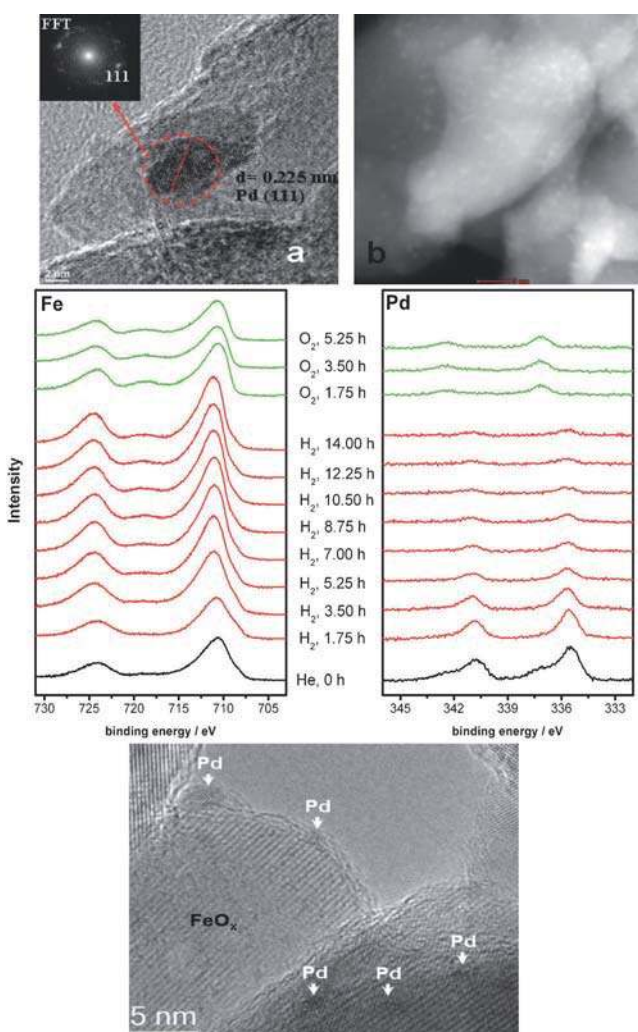 FFT
111
d= 0.225 nm
Pd (111)
2 nm
a
b
Fe
Pd
O2, 5.25 h
O2, 3.50 h
O2, 1.75 h
H2, 14.00 h
H2, 12.25 h
H2, 10.50 h
H2, 8.75 h
H2, 7.00 h
H2, 5.25 h
H2, 3.50 h
H2, 1.75 h
He, 0 h
Intensity
730 725 720 715 710 705
binding energy / eV
345 342 339 336 332
binding energy / eV
Pd
Pd
FeOx
Pd
Pd
Pd
5 nm